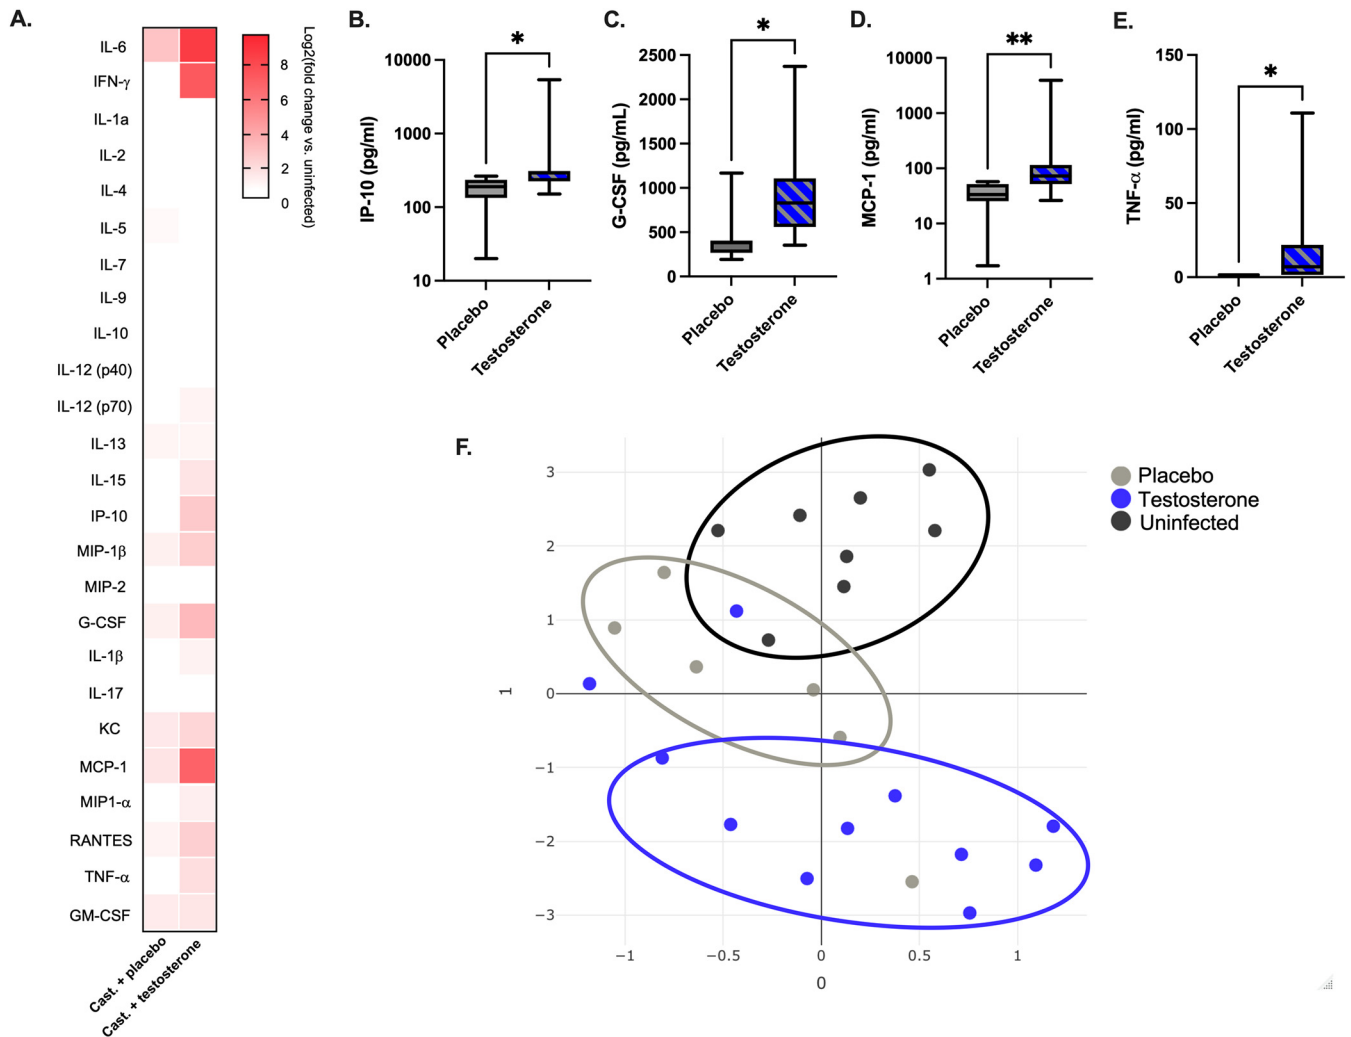 A.
IL-6
IFN-γ
IL-1a
IL-2
IL-4
IL-5
IL-7
IL-9
IL-10
IL-12 (p40)
IL-12 (p70)
IL-13
IL-15
IP-10
MIP-1β
MIP-2
G-CSF
IL-1β
IL-17
KC
MCP-1
MIP1-α
RANTES
TNF-α
GM-CSF
Cast. + placebo
Cast. + testosterone
8
6
4
2
0
Log2(fold change vs. uninfected)
B.
*
10000
1000
100
10
IP-10 (pg/ml)
Placebo
Testosterone
C.
*
2500
2000
1500
1000
500
0
G-CSF (pg/mL)
Placebo
Testosterone
D.
**
10000
1000
100
10
1
MCP-1 (pg/ml)
Placebo
Testosterone
E.
*
150
100
50
0
TNF-α (pg/ml)
Placebo
Testosterone
F.
3
2
1
0
−1
−2
−3
1
−1
−0.5
0
0.5
1
0
Placebo
Testosterone
Uninfected